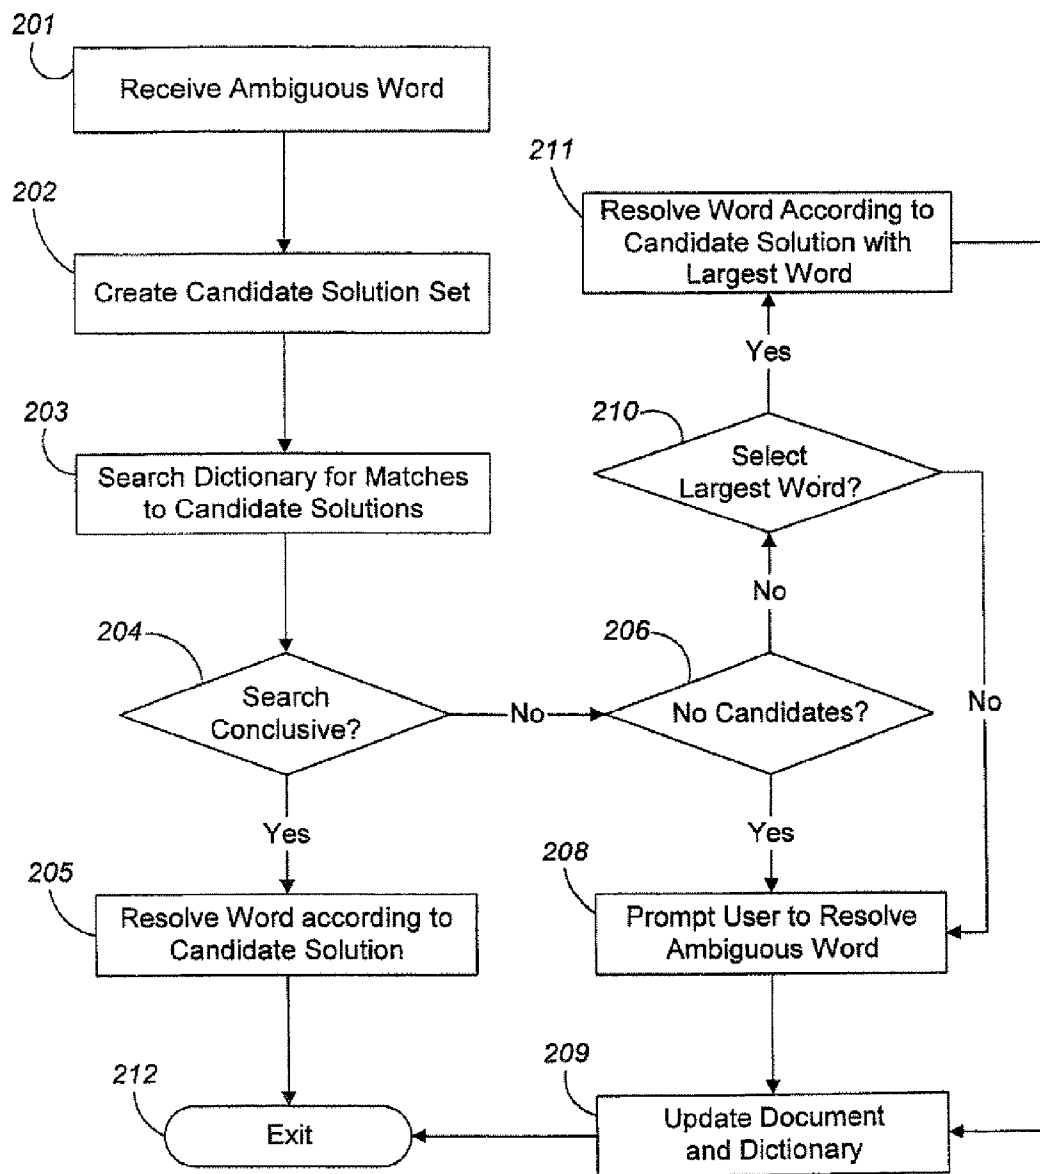 201
Receive Ambiguous Word
202
Create Candidate Solution Set
203
Search Dictionary for Matches
to Candidate Solutions
204
Search
Conclusive?
No
Yes
205
Resolve Word according to
Candidate Solution
212
Exit
211
Resolve Word According to
Candidate Solution with
Largest Word
Yes
210
Select
Largest Word?
No
No
206
No Candidates?
Yes
208
Prompt User to Resolve
Ambiguous Word
209
Update Document
and Dictionary